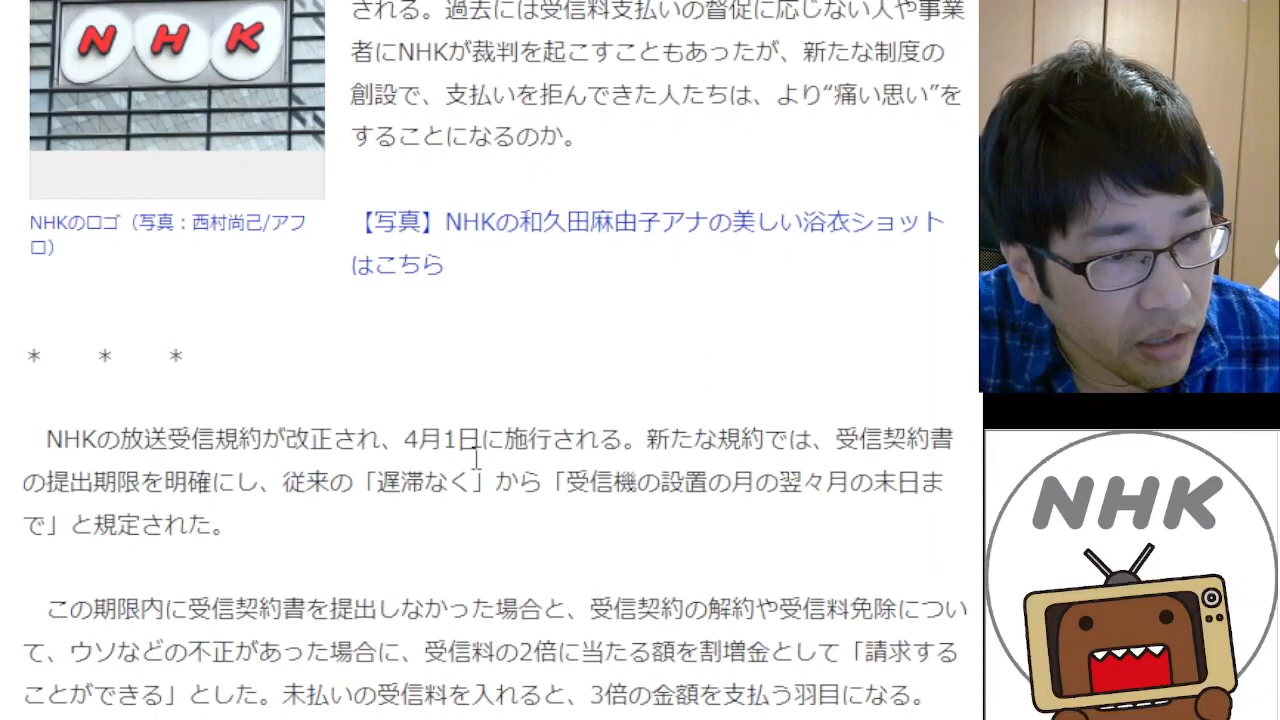 NHK
される。過去には受信料支払いの督促に応じない人や事業
者にNHKが裁判を起こすこともあったが、新たな制度の
創設で、支払いを拒んできた人たちは、より“痛い思い”を
することになるのか。
NHKのロゴ（写真：西村尚己/アフ
ロ）
【写真】NHKの和久田麻由子アナの美しい浴衣ショット
はこちら
＊　＊　＊
NHKの放送受信規約が改正され、4月1日に施行される。新たな規約では、受信契約書
の提出期限を明確にし、従来の「遅滞なく」から「受信機の設置の月の翌々月の末日ま
で」と規定された。
この期限内に受信契約書を提出しなかった場合と、受信契約の解約や受信料免除につい
て、ウソなどの不正があった場合に、受信料の2倍に当たる額を割増金として「請求する
ことができる」とした。未払いの受信料を入れると、3倍の金額を支払う羽目になる。
NHK